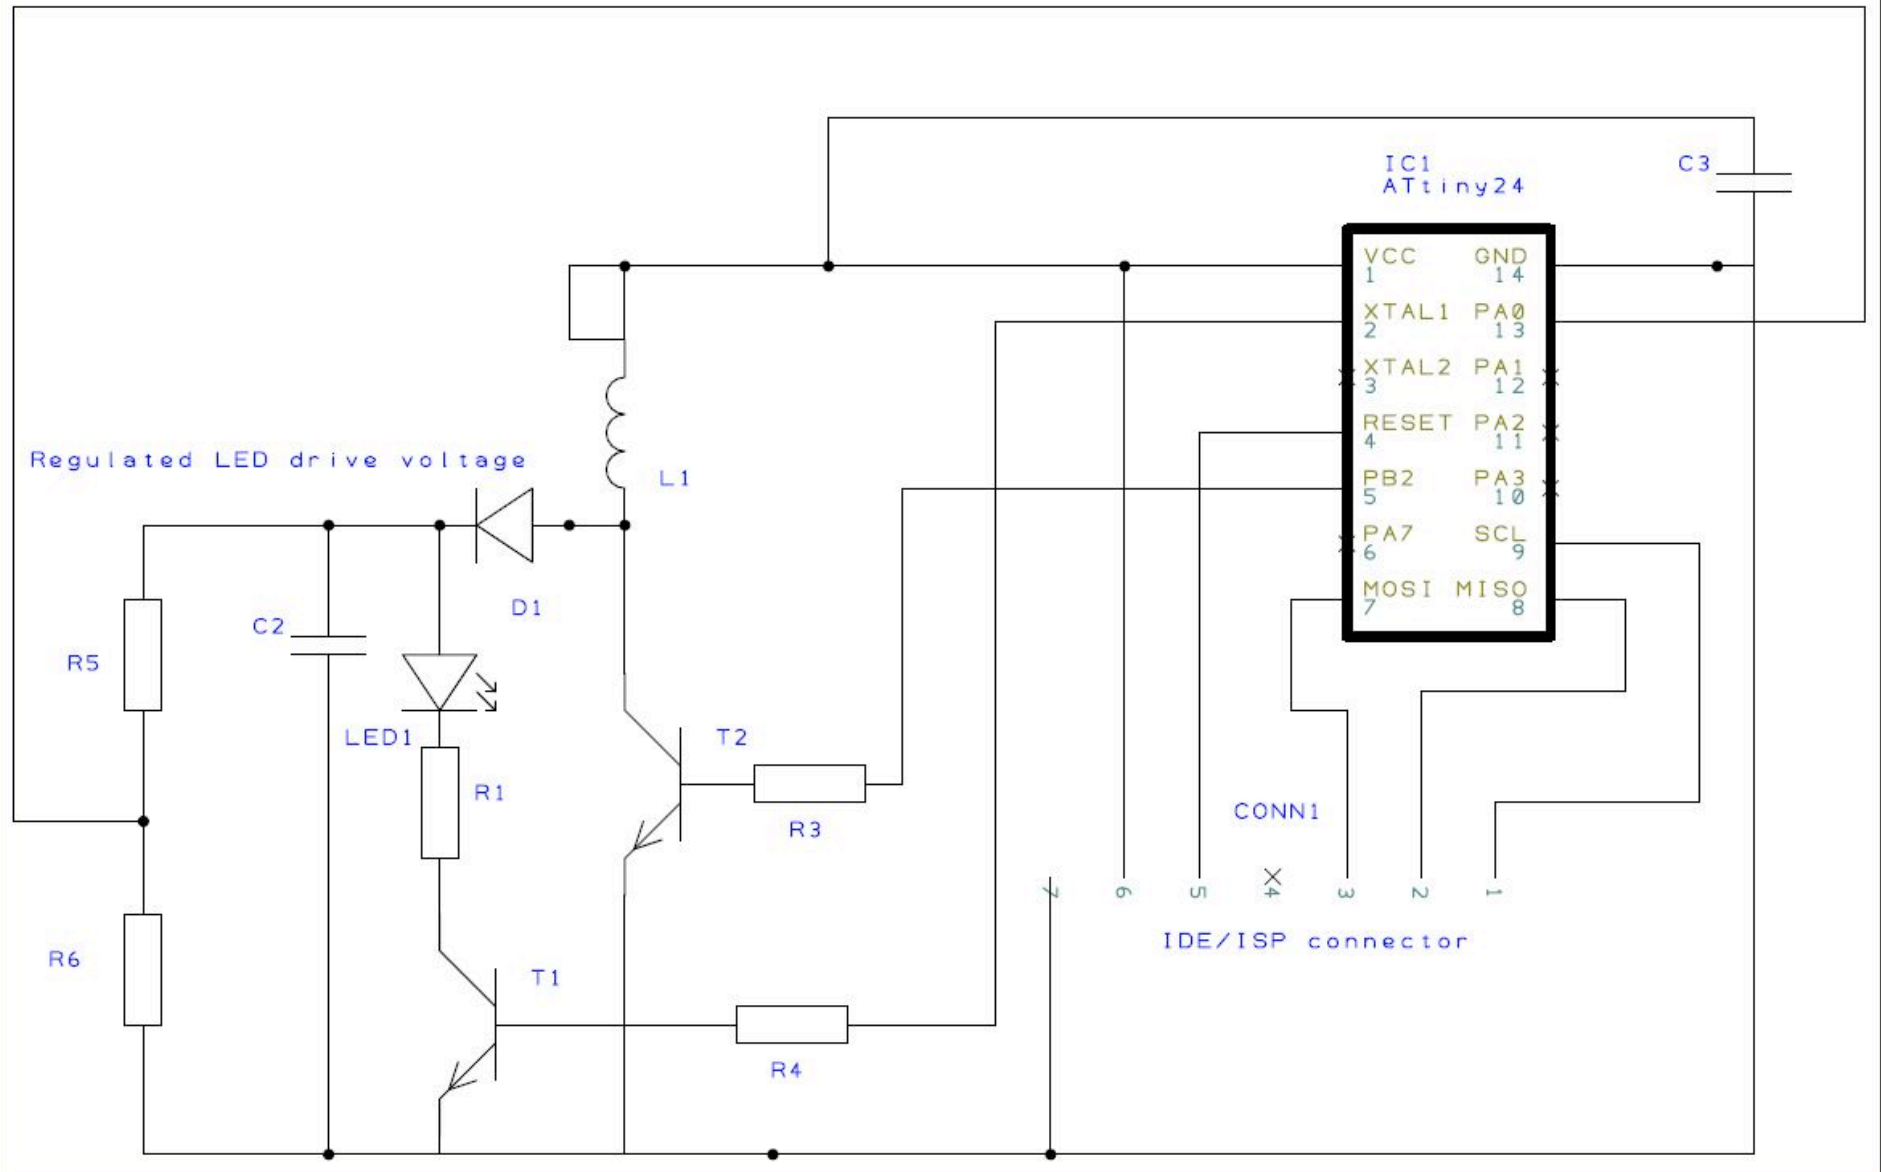 IC1
ATtiny24
C3
VCC GND
1 14
XTAL1 PA0
2 13
XTAL2 PA1
3 12
RESET PA2
4 11
PB2 PA3
5 10
PA7 SCL
6 9
MOSI MISO
7 8
Regulated LED drive voltage
L1
D1
C2
R5
LED1
T2
R1
R3
CONN1
7 6 5 4 3 2 1
IDE/ISP connector
R6
T1
R4